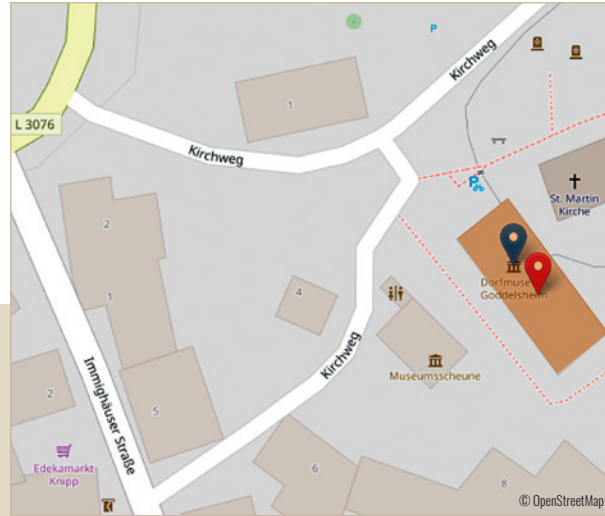 P
Kirchweg
1
L 3076
Kirchweg
P
St. Martin
Kirche
2
Dorfmuse
Goddelsheim
4
1
Kirchweg
Museumsscheune
Immighäuser Straße
2
5
Edekamarkt
Knipp
6
8
© OpenStreetMap